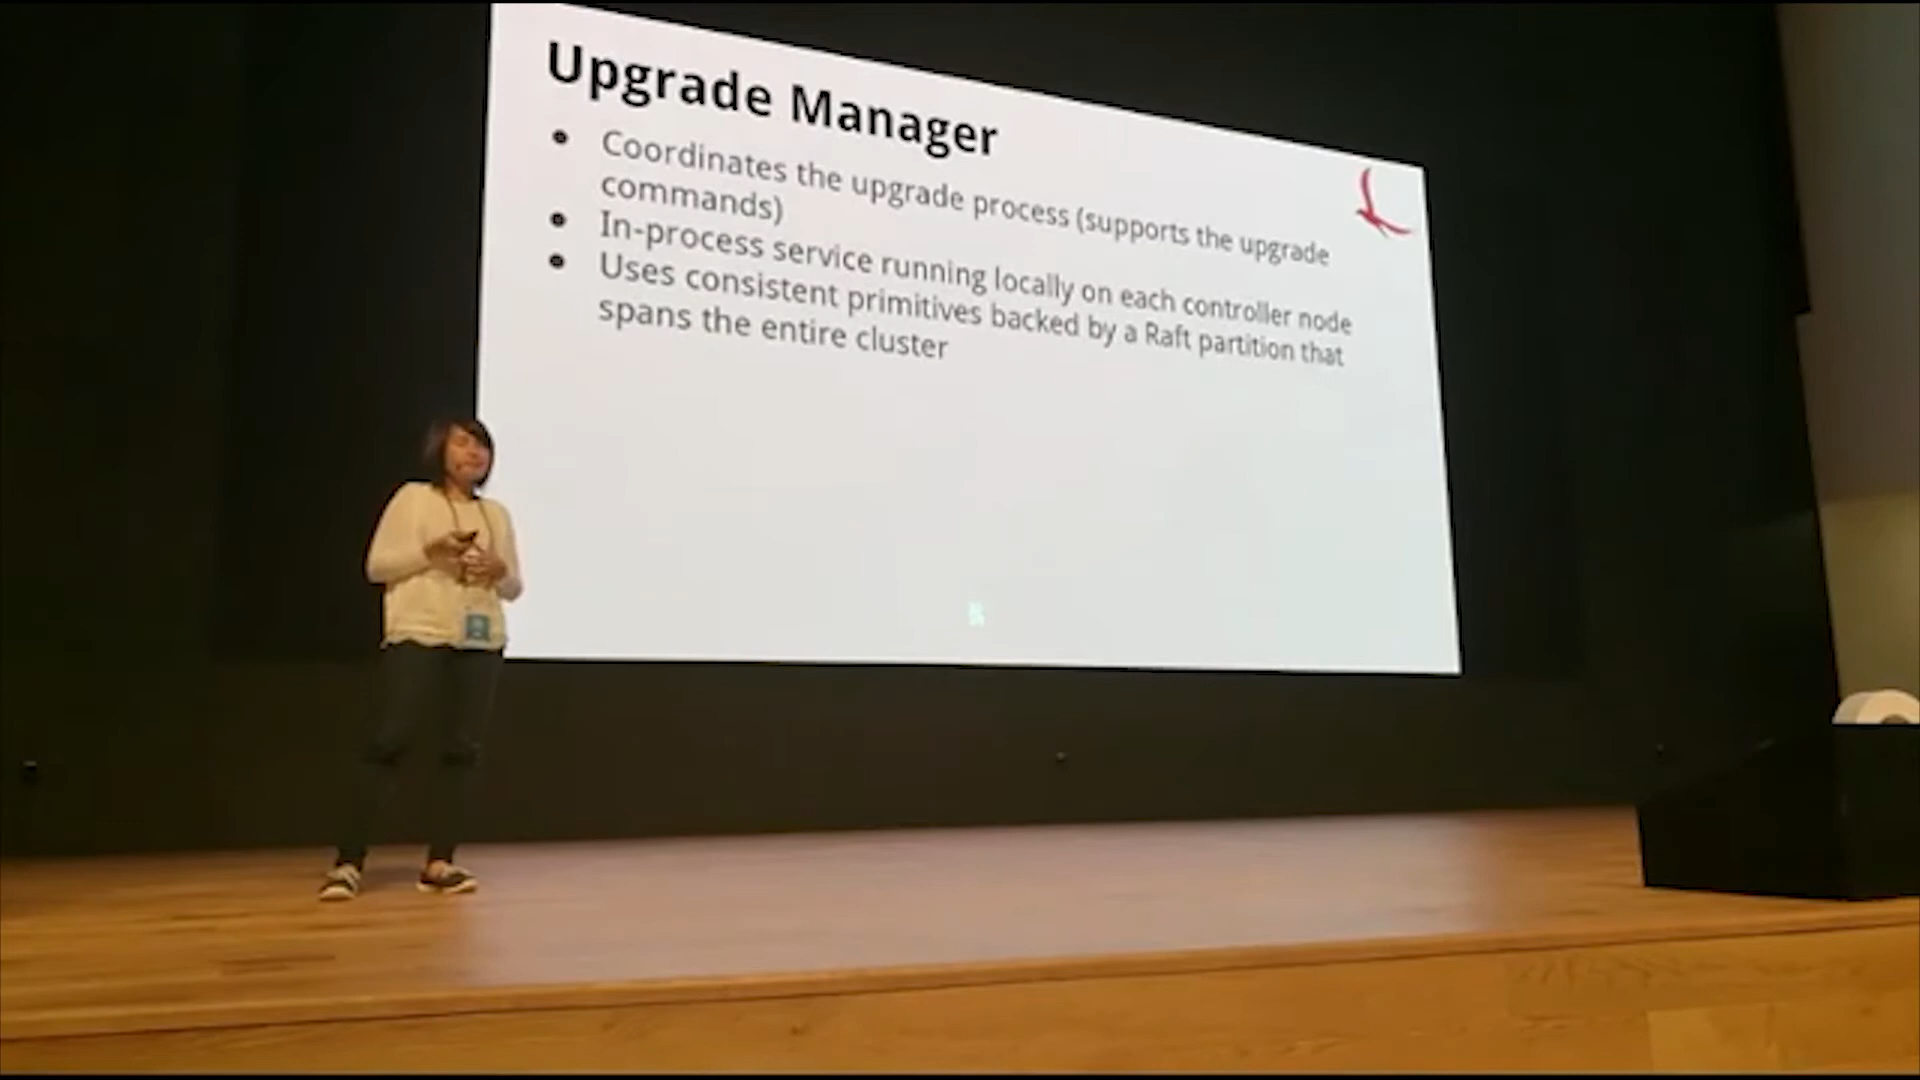 Upgrade Manager
● Coordinates the upgrade process (supports the upgrade
commands)
● In-process service running locally on each controller node
● Uses consistent primitives backed by a Raft partition that
spans the entire cluster